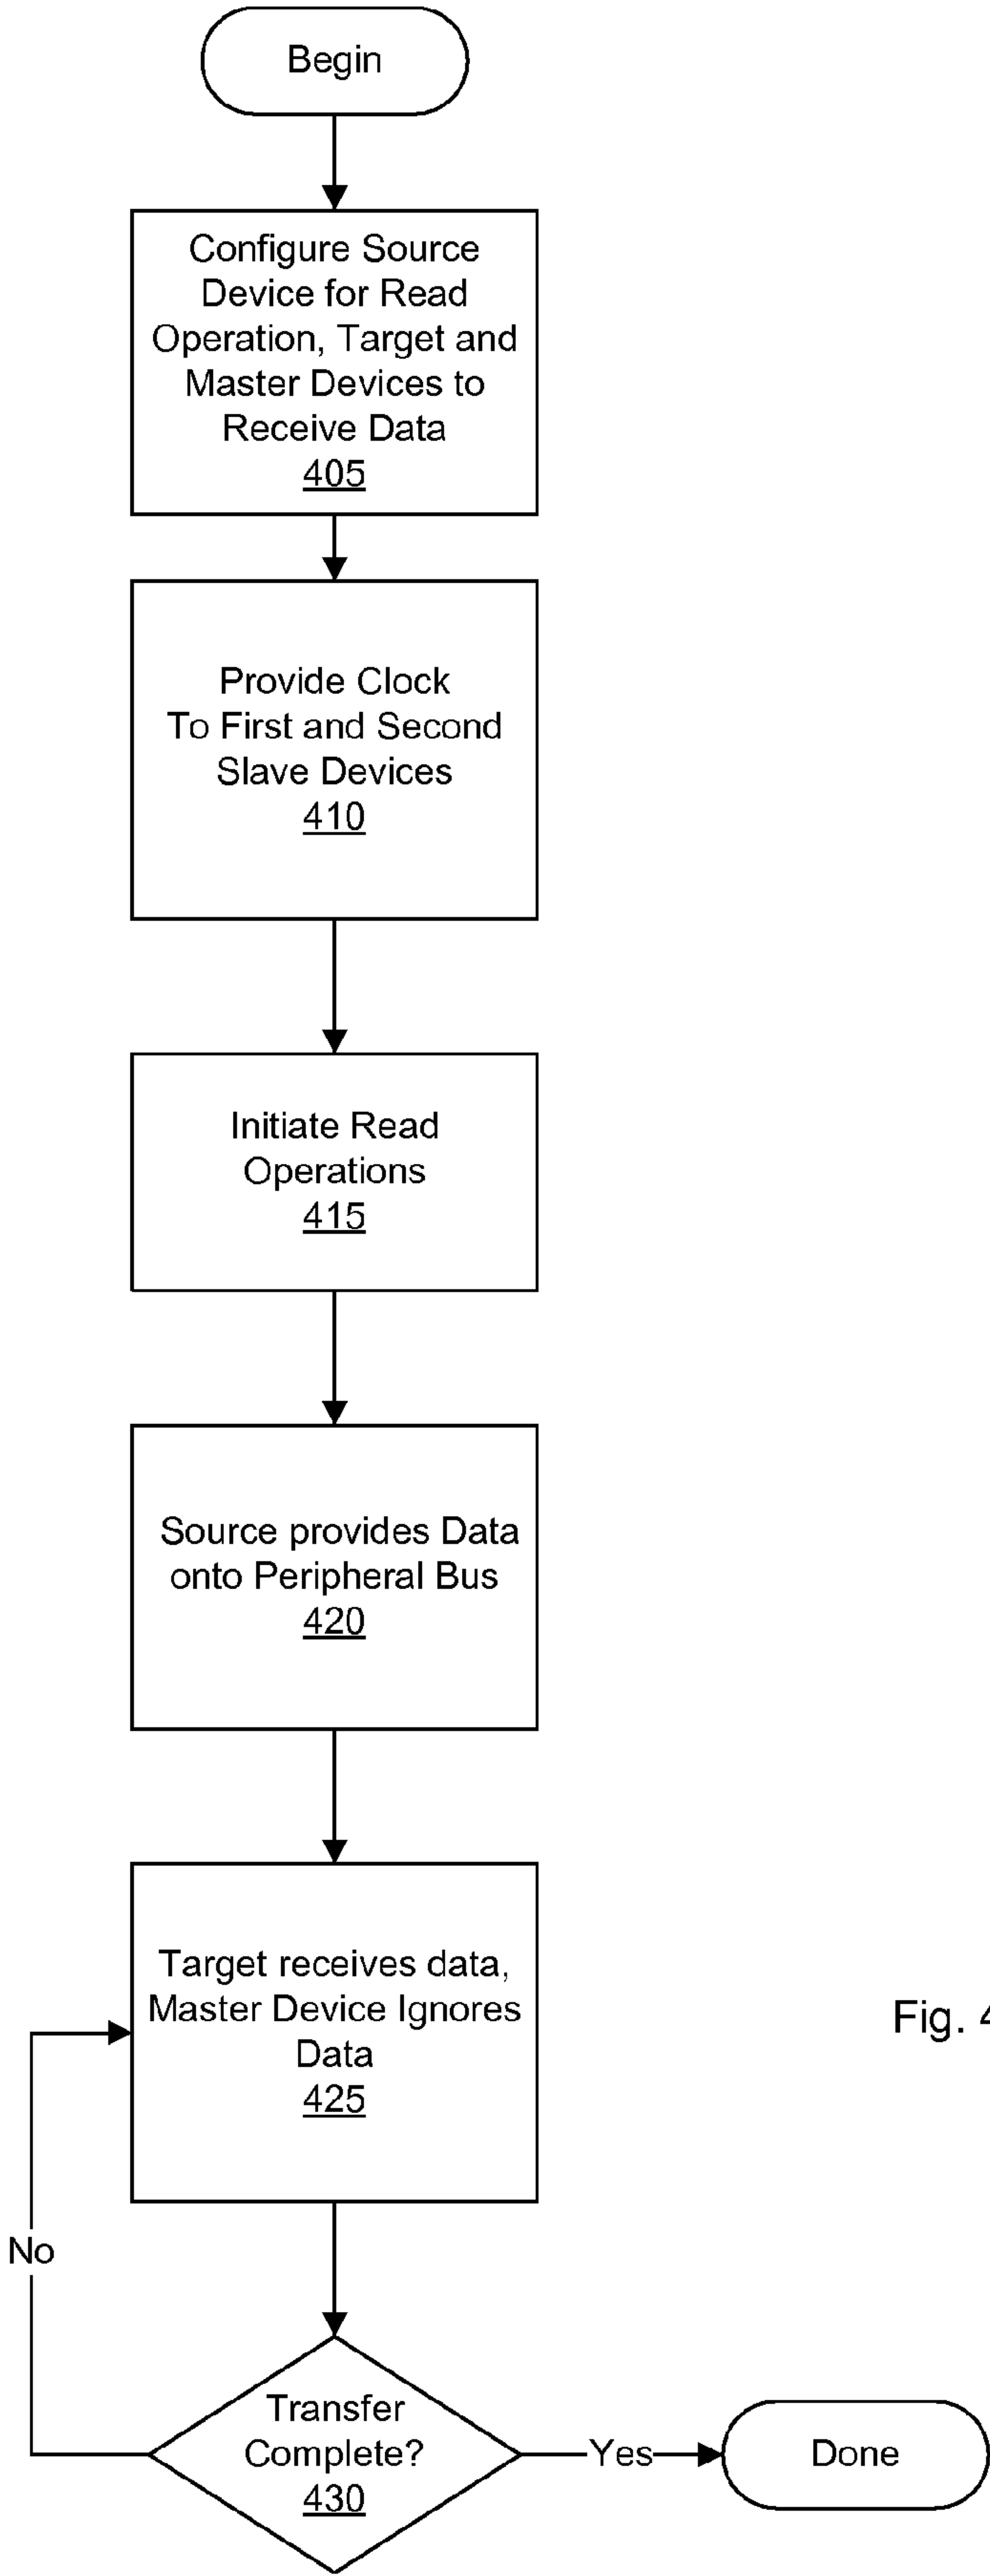 Begin
Configure Source
Device for Read
Operation, Target and
Master Devices to
Receive Data
405
Provide Clock
To First and Second
Slave Devices
410
Initiate Read
Operations
415
Source provides Data
onto Peripheral Bus
420
Target receives data,
Master Device Ignores
Data
425
Fig. 4
No
Transfer
Complete?
430
Yes
Done